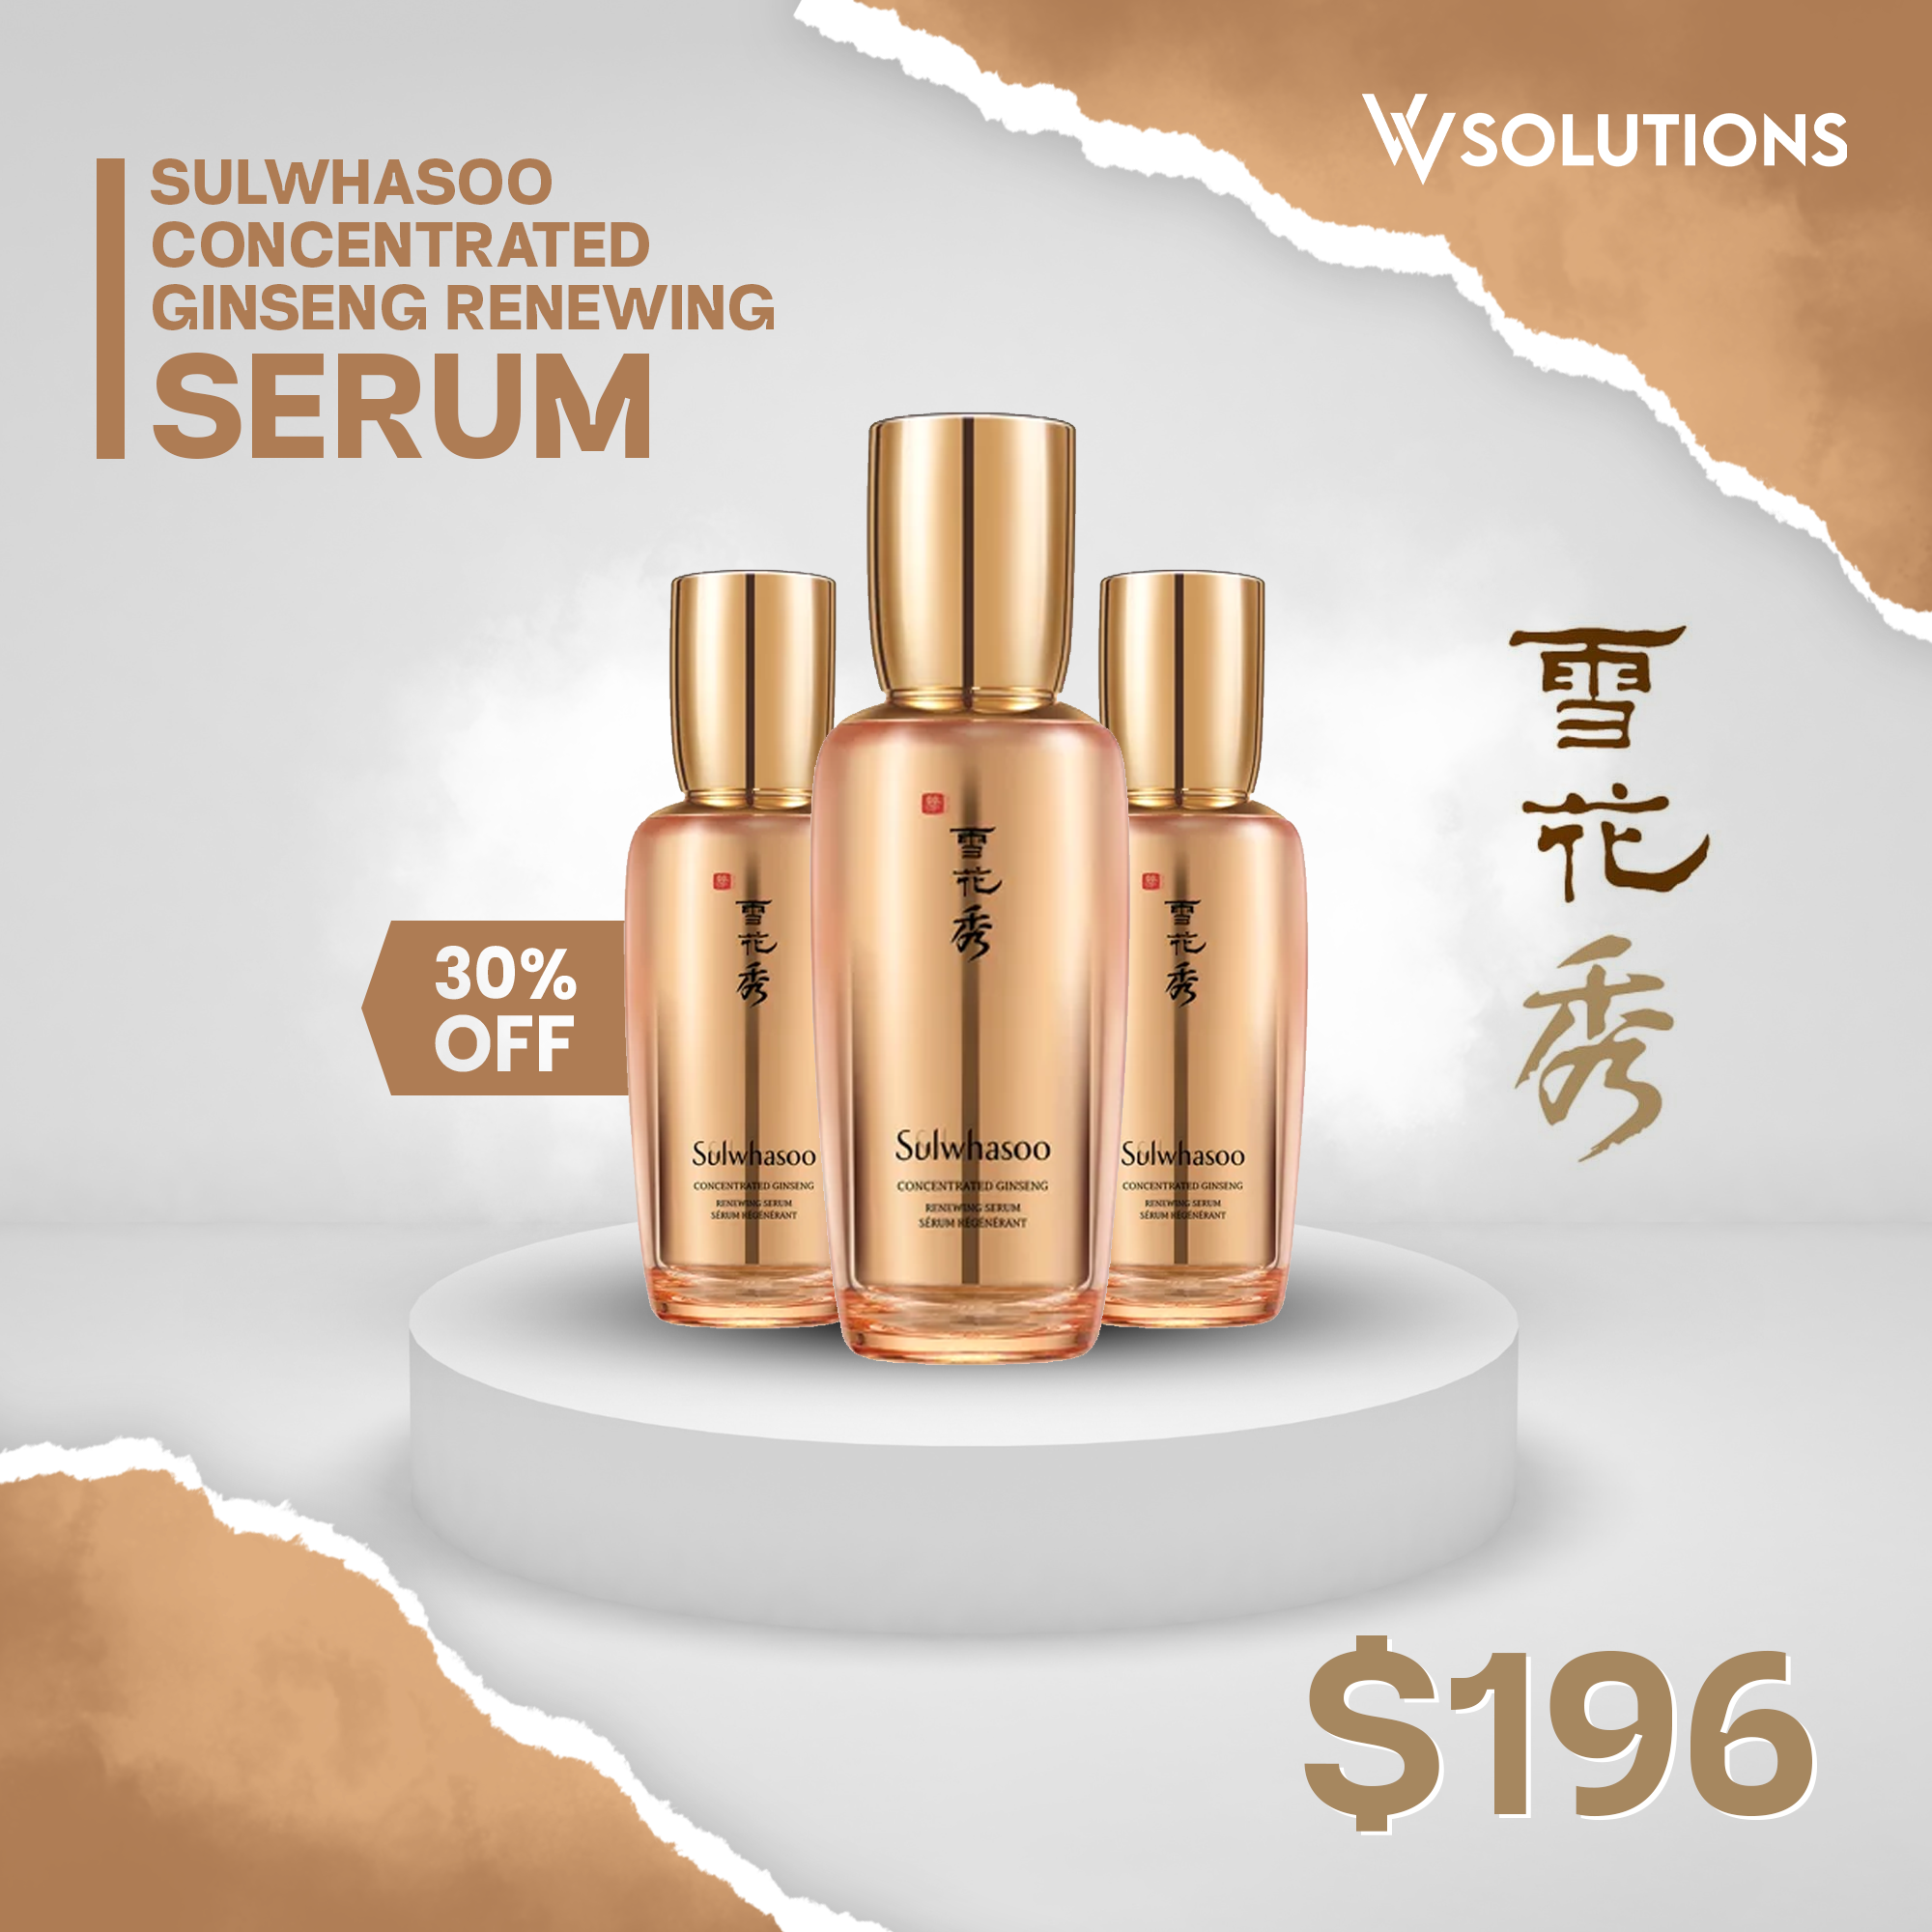 VV SOLUTIONS
SULWHASOO
CONCENTRATED
GINSENG RENEWING
SERUM
雪
花
秀
30%
OFF
雪
花
秀
Sulwhasoo
CONCENTRATED GINSENG
RENEWING SERUM
SÉRUM RÉGÉNÉRANT
雪
花
秀
Sulwhasoo
CONCENTRATED GINSENG
RENEWING SERUM
SÉRUM RÉGÉNÉRANT
雪
花
秀
Sulwhasoo
CONCENTRATED GINSENG
RENEWING SERUM
SÉRUM RÉGÉNÉRANT
$196